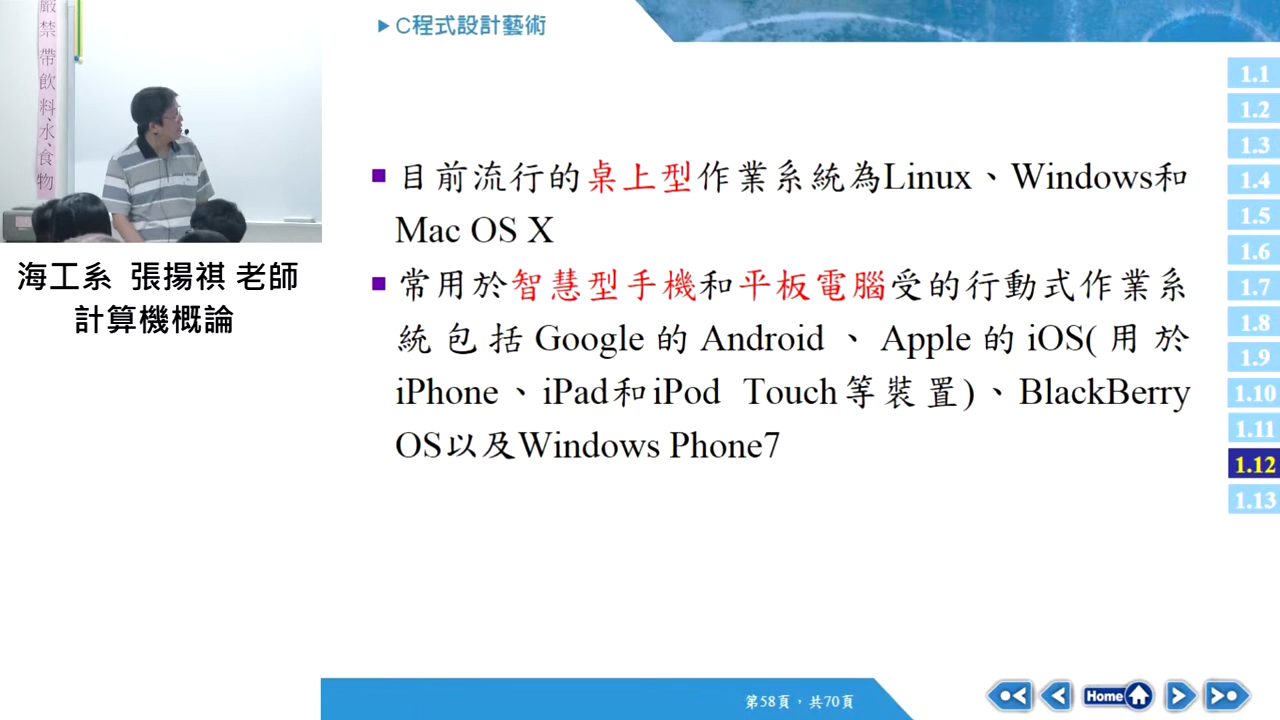 嚴禁帶飲料、水、食物
海工系 張揚祺 老師
計算機概論
C程式設計藝術
目前流行的桌上型作業系統為Linux、Windows和
Mac OS X
常用於智慧型手機和平板電腦受的行動式作業系
統包括Google的Android、Apple的iOS(用於
iPhone、iPad和iPod Touch等裝置)、BlackBerry
OS以及Windows Phone7
1.1
1.2
1.3
1.4
1.5
1.6
1.7
1.8
1.9
1.10
1.11
1.12
1.13
第58頁，共70頁
Home